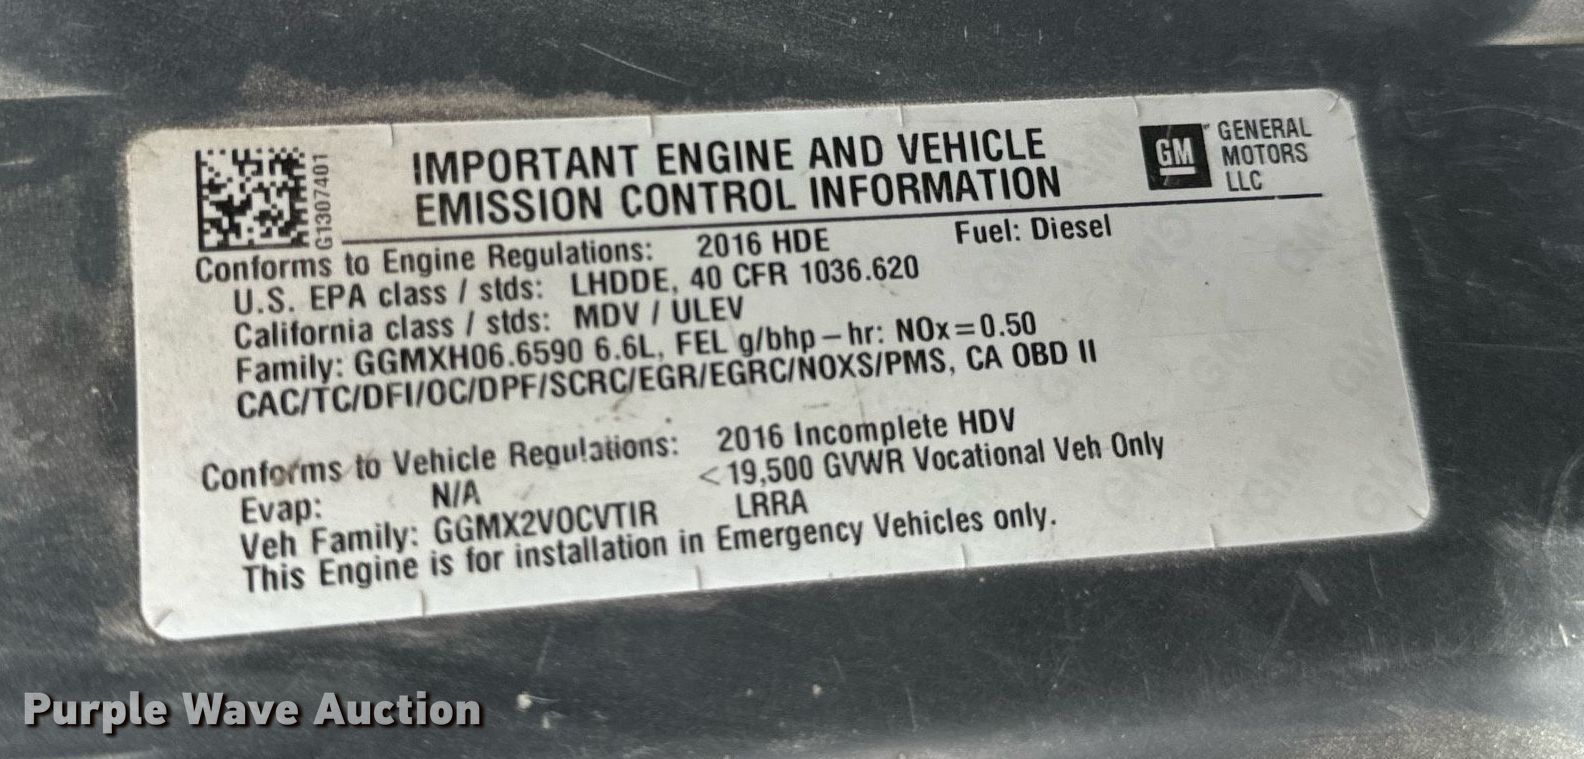 G1307401
IMPORTANT ENGINE AND VEHICLE
EMISSION CONTROL INFORMATION
GM
GENERAL
MOTORS
LLC
Conforms to Engine Regulations: 2016 HDE Fuel: Diesel
U.S. EPA class / stds: LHDDE, 40 CFR 1036.620
California class / stds: MDV / ULEV
Family: GGMXH06.6590 6.6L, FEL g/bhp-hr: NOx=0.50
CAC/TC/DFI/OC/DPF/SCRC/EGR/EGRC/NOXS/PMS, CA OBD II
Conforms to Vehicle Regulations: 2016 Incomplete HDV
Evap: N/A <19,500 GVWR Vocational Veh Only
Veh Family: GGMX2VOCVTIR LRRA
This Engine is for installation in Emergency Vehicles only.
Purple Wave Auction